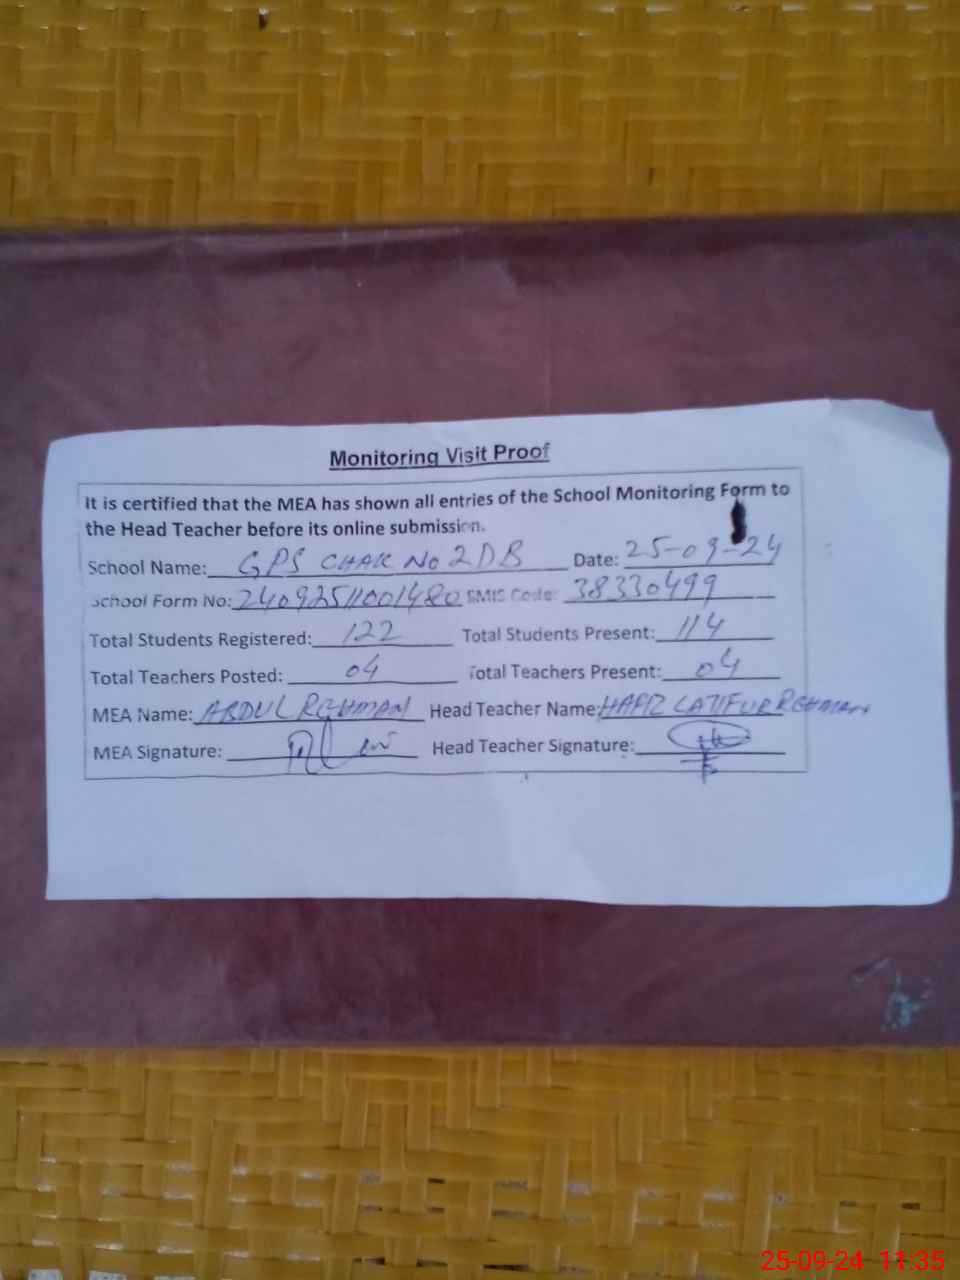 Monitoring Visit Proof
It is certified that the MEA has shown all entries of the School Monitoring Form to
the Head Teacher before its online submission.
School Name: GPS CHAK No 2DB Date: 25-09-24
School Form No: 24092511001480 EMIS Code: 38330499
Total Students Registered: 122 Total Students Present: 114
Total Teachers Posted: 04 Total Teachers Present: 04
MEA Name: ABDUL REHMAN Head Teacher Name: HAFIZ LATIFUR REHMAN
MEA Signature: Head Teacher Signature:
25-09-24 11:35